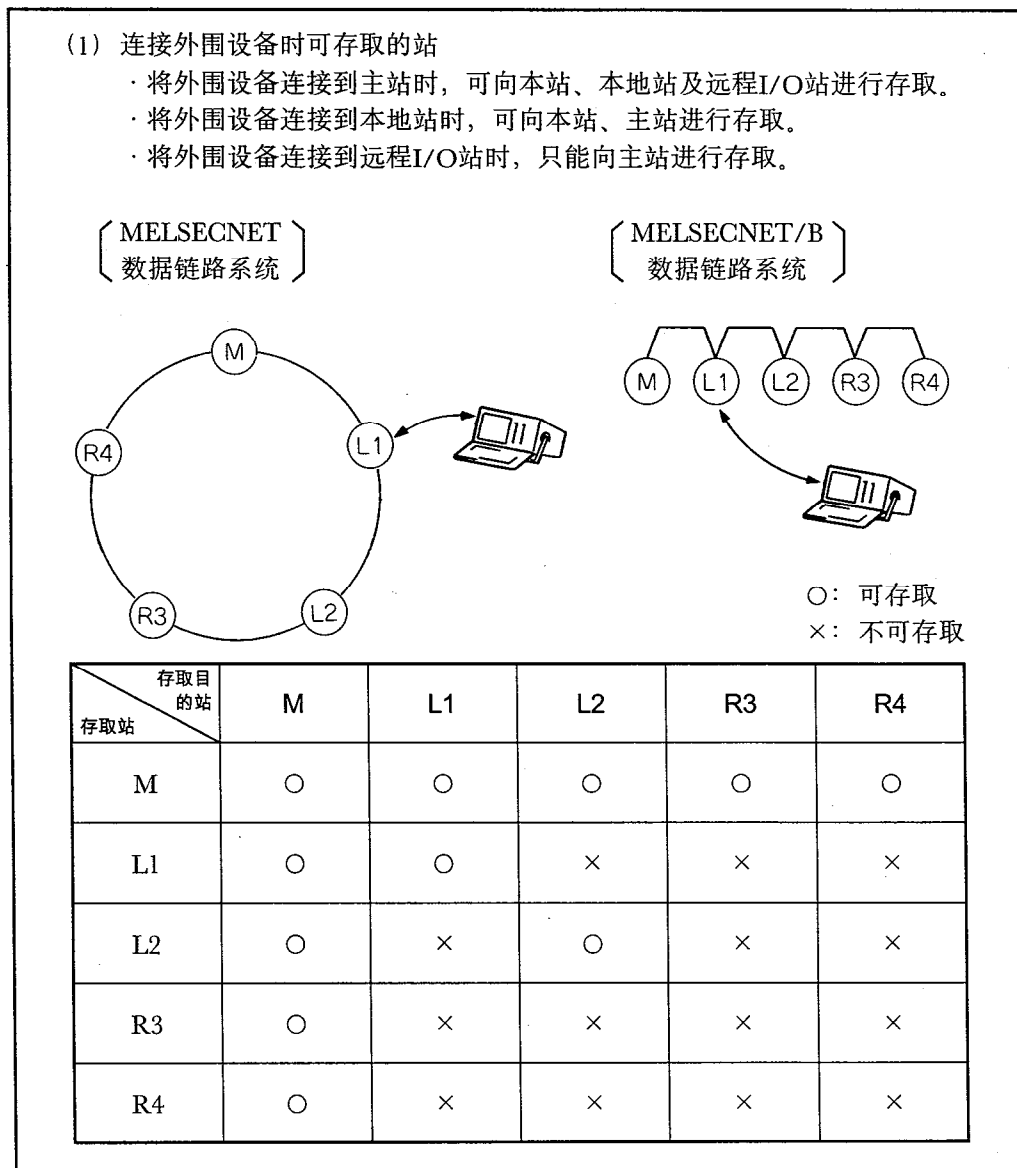 (1) 连接外围设备时可存取的站
·将外围设备连接到主站时，可向本站、本地站及远程I/O站进行存取。
·将外围设备连接到本地站时，可向本站、主站进行存取。
·将外围设备连接到远程I/O站时，只能向主站进行存取。
MELSECNET
数据链路系统
MELSECNET/B
数据链路系统
M
R4
L1
R3
L2
M L1 L2 R3 R4
○：可存取
×：不可存取
存取目
的站
存取站
M L1 L2 R3 R4
M ○ ○ ○ ○ ○
L1 ○ ○ × × ×
L2 ○ × ○ × ×
R3 ○ × × × ×
R4 ○ × × × ×